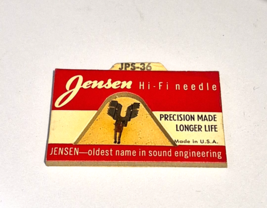 JPS-36
Jensen Hi-Fi needle
PRECISION MADE
LONGER LIFE
Made in U.S.A.
JENSEN—oldest name in sound engineering